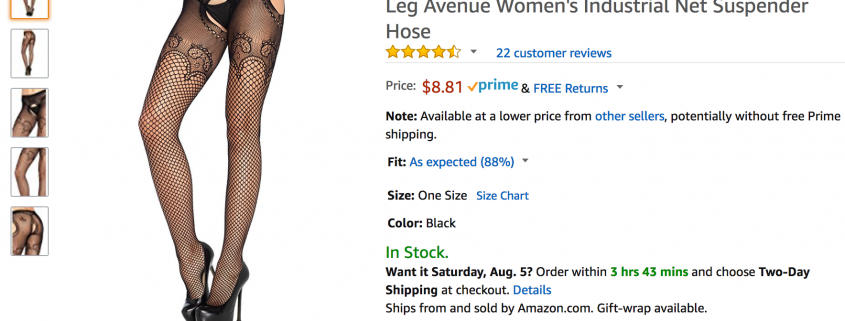 Leg Avenue Women's Industrial Net Suspender
Hose
22 customer reviews
Price: $8.81 prime & FREE Returns
Note: Available at a lower price from other sellers, potentially without free Prime
shipping.
Fit: As expected (88%)
Size: One Size Size Chart
Color: Black
In Stock.
Want it Saturday, Aug. 5? Order within 3 hrs 43 mins and choose Two-Day
Shipping at checkout. Details
Ships from and sold by Amazon.com. Gift-wrap available.